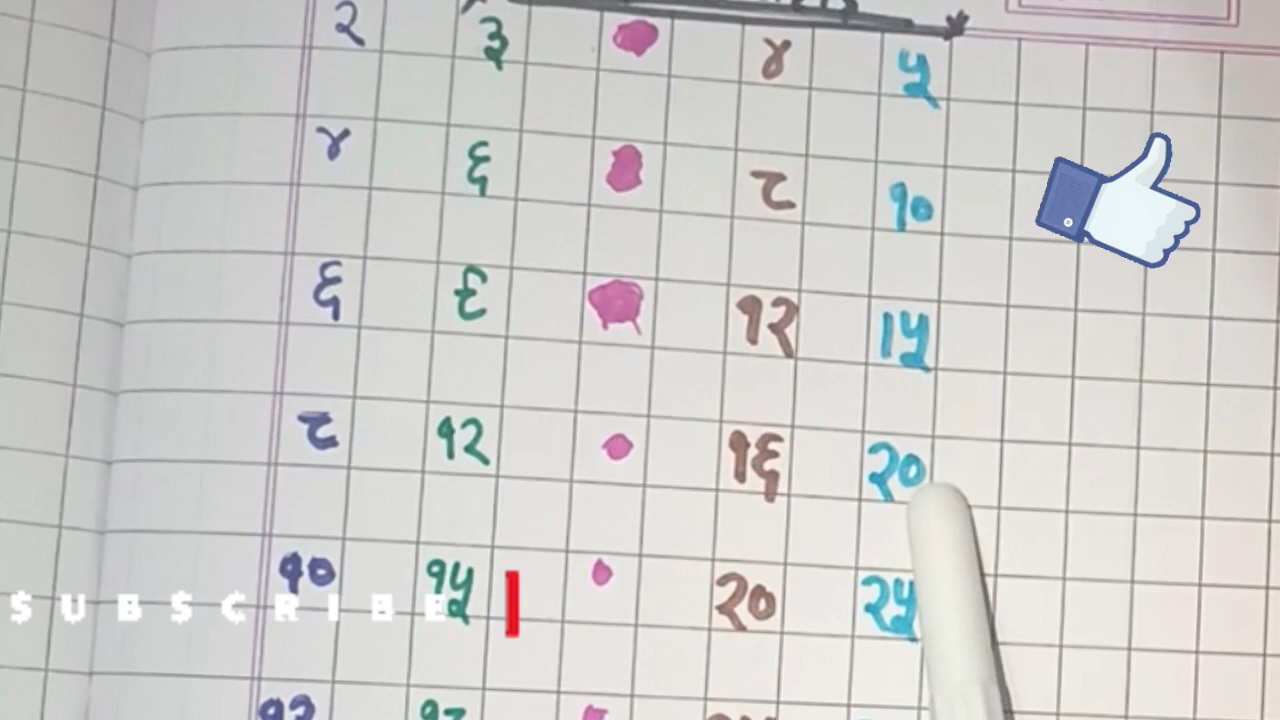 २ ३ ४ ५
४ ६ ८ १०
६ ९ १२ १५
८ १२ १६ २०
१० १५ २० २५
SUBSCRIBE